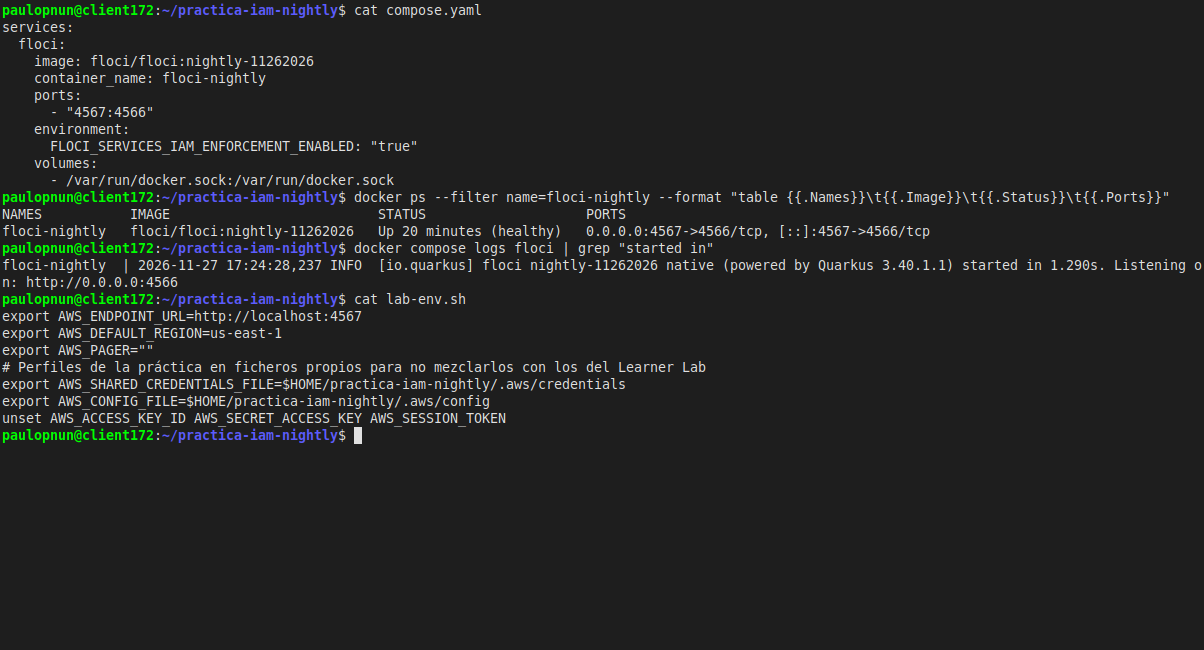 paulopnun@client172:~/practica-iam-nightly$ cat compose.yaml
services:
  floci:
    image: floci/floci:nightly-11262026
    container_name: floci-nightly
    ports:
      - "4567:4566"
    environment:
      FLOCI_SERVICES_IAM_ENFORCEMENT_ENABLED: "true"
    volumes:
      - /var/run/docker.sock:/var/run/docker.sock
paulopnun@client172:~/practica-iam-nightly$ docker ps --filter name=floci-nightly --format "table {{.Names}}\t{{.Image}}\t{{.Status}}\t{{.Ports}}"
NAMES           IMAGE                          STATUS                    PORTS
floci-nightly   floci/floci:nightly-11262026   Up 20 minutes (healthy)   0.0.0.0:4567->4566/tcp, [::]:4567->4566/tcp
paulopnun@client172:~/practica-iam-nightly$ docker compose logs floci | grep "started in"
floci-nightly  | 2026-11-27 17:24:28,237 INFO  [io.quarkus] floci nightly-11262026 native (powered by Quarkus 3.40.1.1) started in 1.290s. Listening o
n: http://0.0.0.0:4566
paulopnun@client172:~/practica-iam-nightly$ cat lab-env.sh
export AWS_ENDPOINT_URL=http://localhost:4567
export AWS_DEFAULT_REGION=us-east-1
export AWS_PAGER=""
# Perfiles de la práctica en ficheros propios para no mezclarlos con los del Learner Lab
export AWS_SHARED_CREDENTIALS_FILE=$HOME/practica-iam-nightly/.aws/credentials
export AWS_CONFIG_FILE=$HOME/practica-iam-nightly/.aws/config
unset AWS_ACCESS_KEY_ID AWS_SECRET_ACCESS_KEY AWS_SESSION_TOKEN
paulopnun@client172:~/practica-iam-nightly$